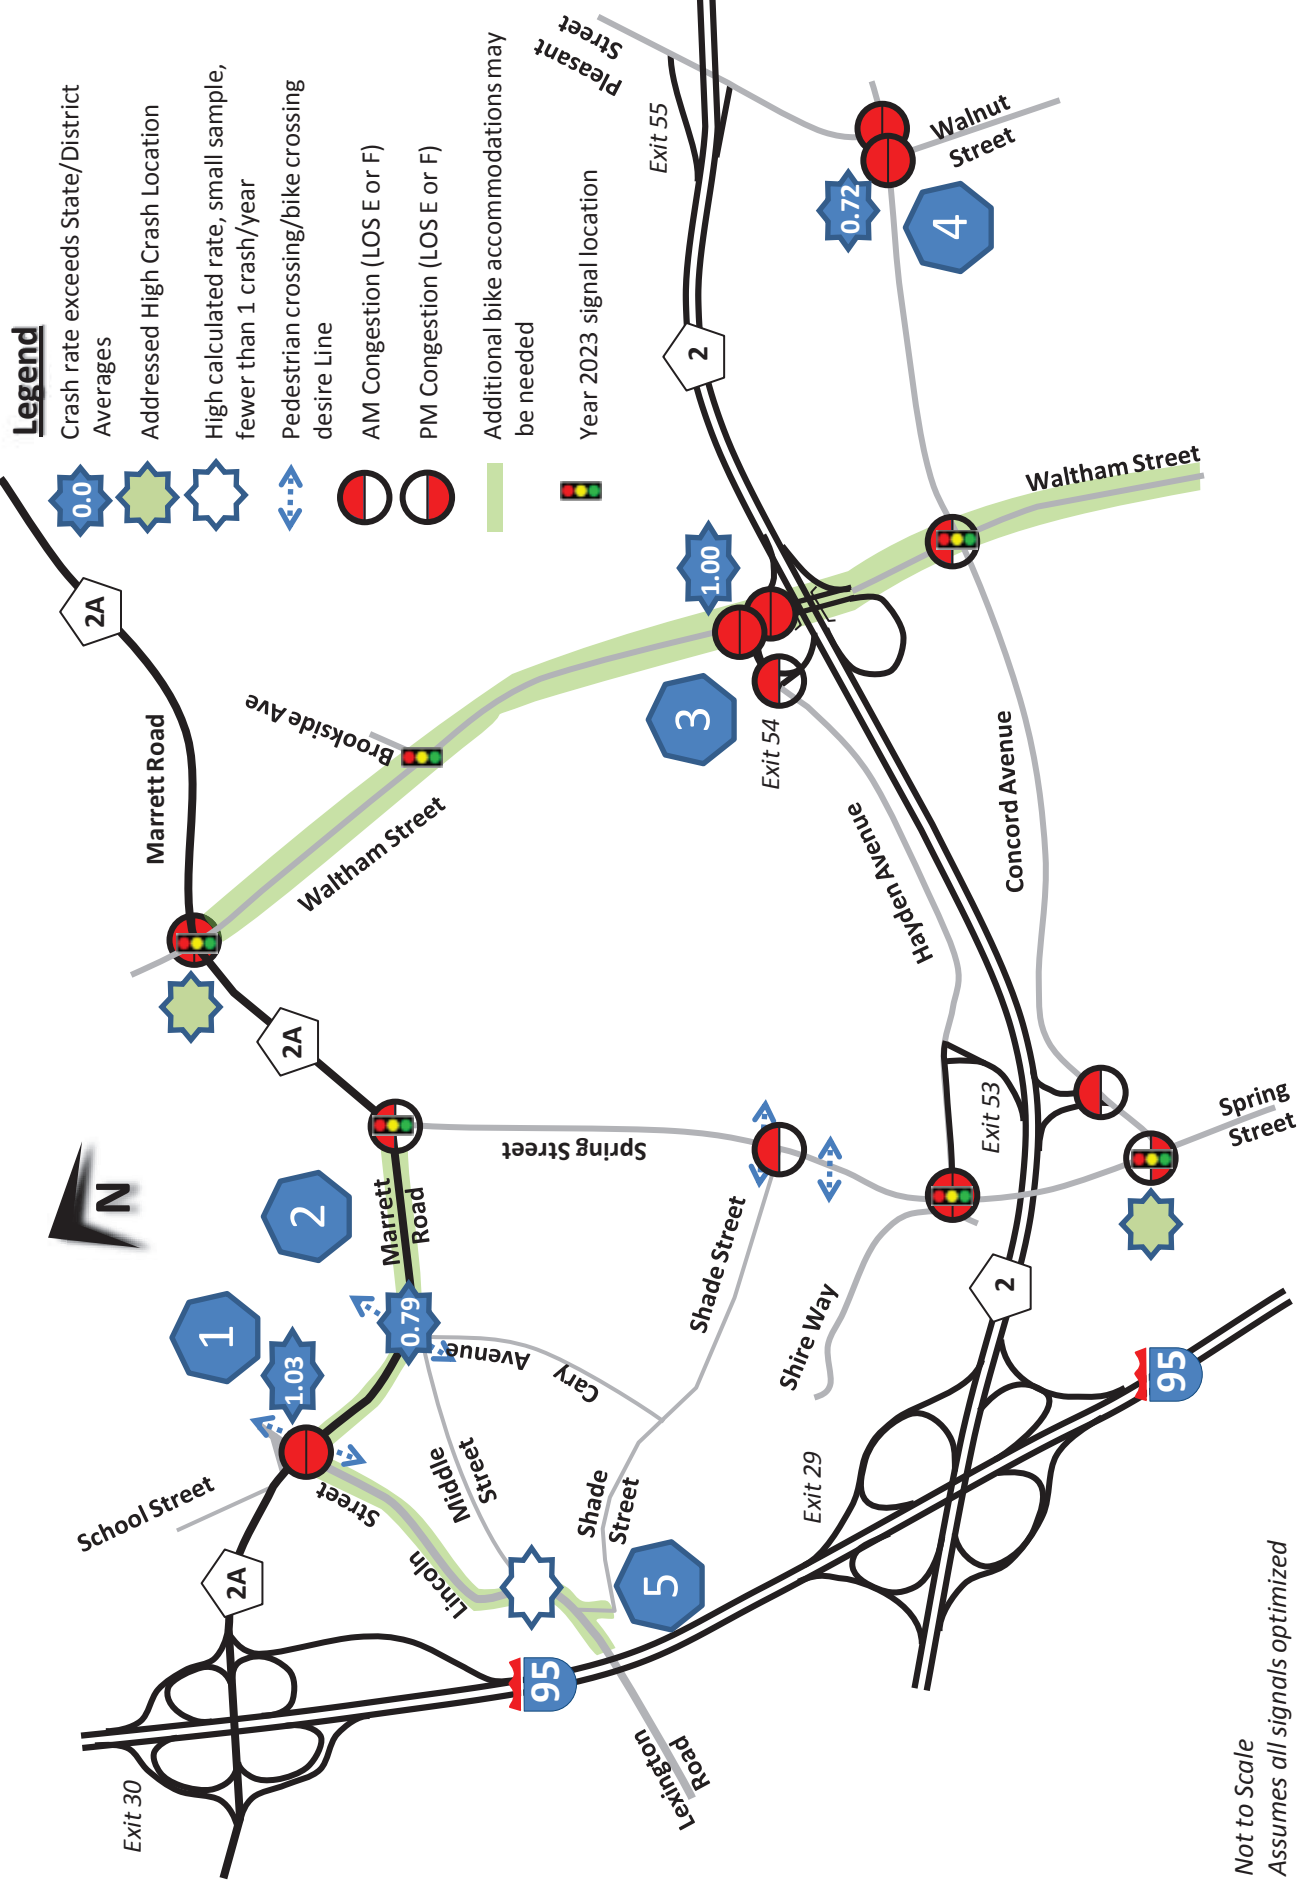 Legend
0.0
Crash rate exceeds State/District
Averages
Addressed High Crash Location
High calculated rate, small sample,
fewer than 1 crash/year
Pedestrian crossing/bike crossing
desire Line
AM Congestion (LOS E or F)
PM Congestion (LOS E or F)
Additional bike accommodations may
be needed
Year 2023 signal location
N
2A
Marrett Road
2A
Brookside Ave
Waltham Street
Exit 55
Pleasant
Street
Walnut
Street
0.72
4
2
Waltham Street
1.00
3
Exit 54
Hayden Avenue
Concord Avenue
Exit 53
Spring
Street
Spring Street
2
Marrett
Road
1
1.03
0.79
Cary
Avenue
Middle
Street
School Street
Lincoln
Street
2A
Shade Street
Shade
Street
5
Shire Way
2
Exit 29
95
95
Lexington
Road
Exit 30
Not to Scale
Assumes all signals optimized